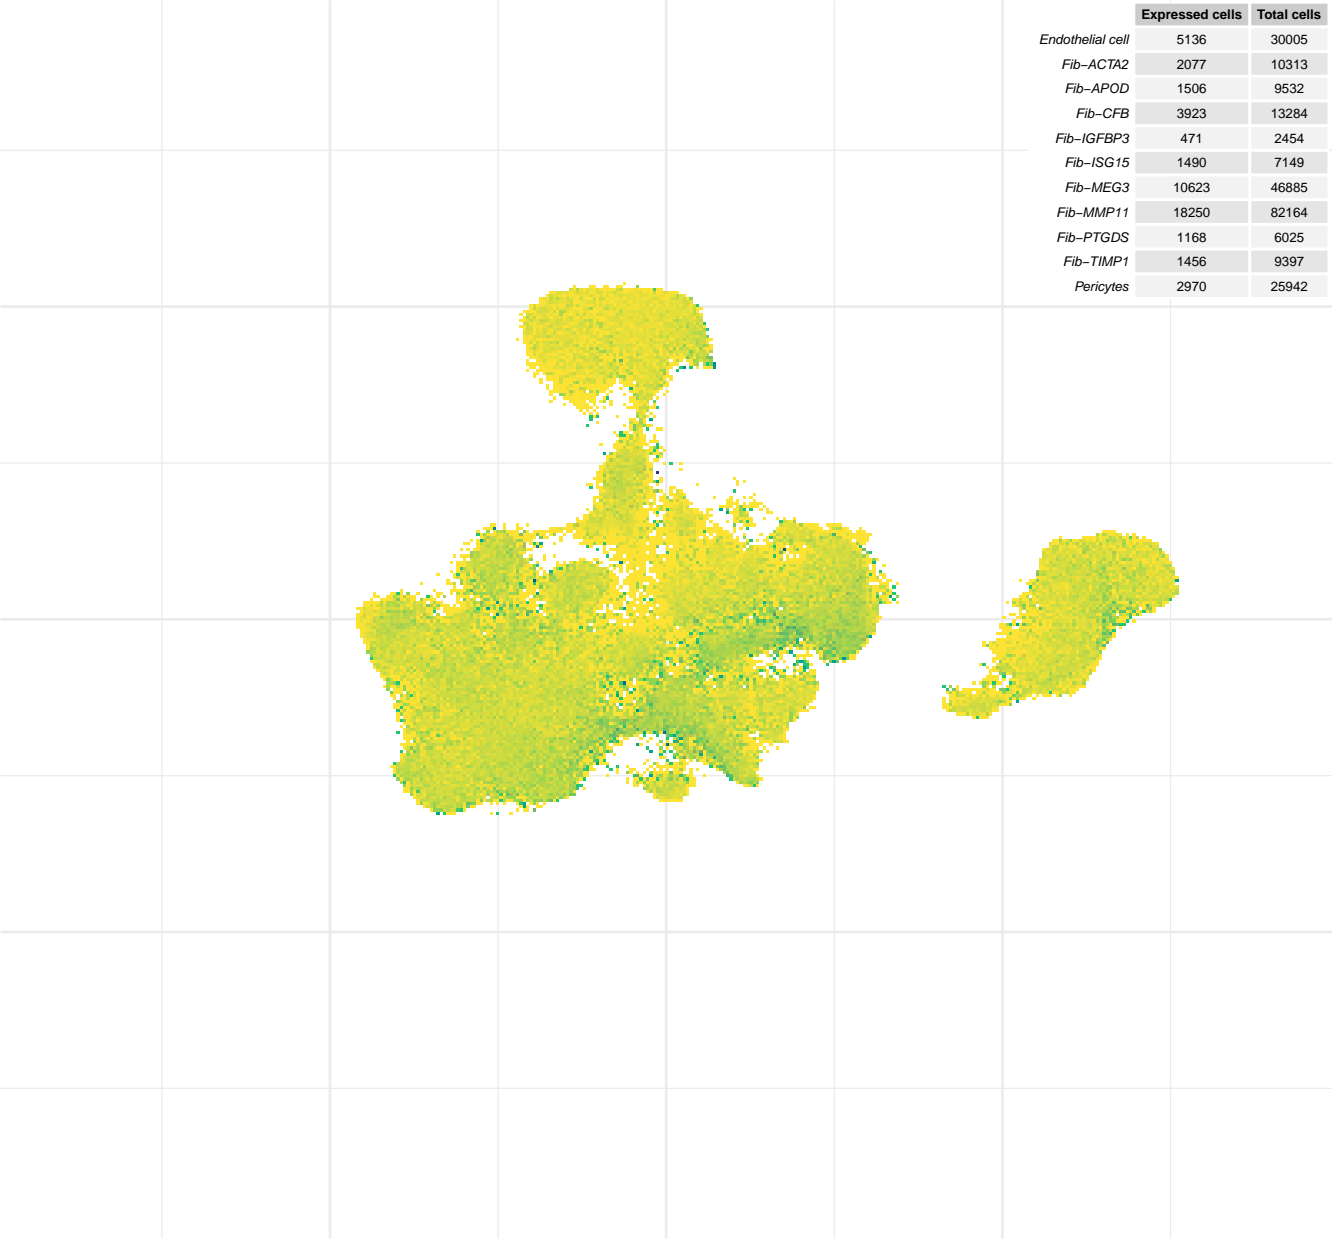 Expressed cells Total cells
Endothelial cell 5136 30005
Fib−ACTA2 2077 10313
Fib−APOD 1506 9532
Fib−CFB 3923 13284
Fib−IGFBP3 471 2454
Fib−ISG15 1490 7149
Fib−MEG3 10623 46885
Fib−MMP11 18250 82164
Fib−PTGDS 1168 6025
Fib−TIMP1 1456 9397
Pericytes 2970 25942